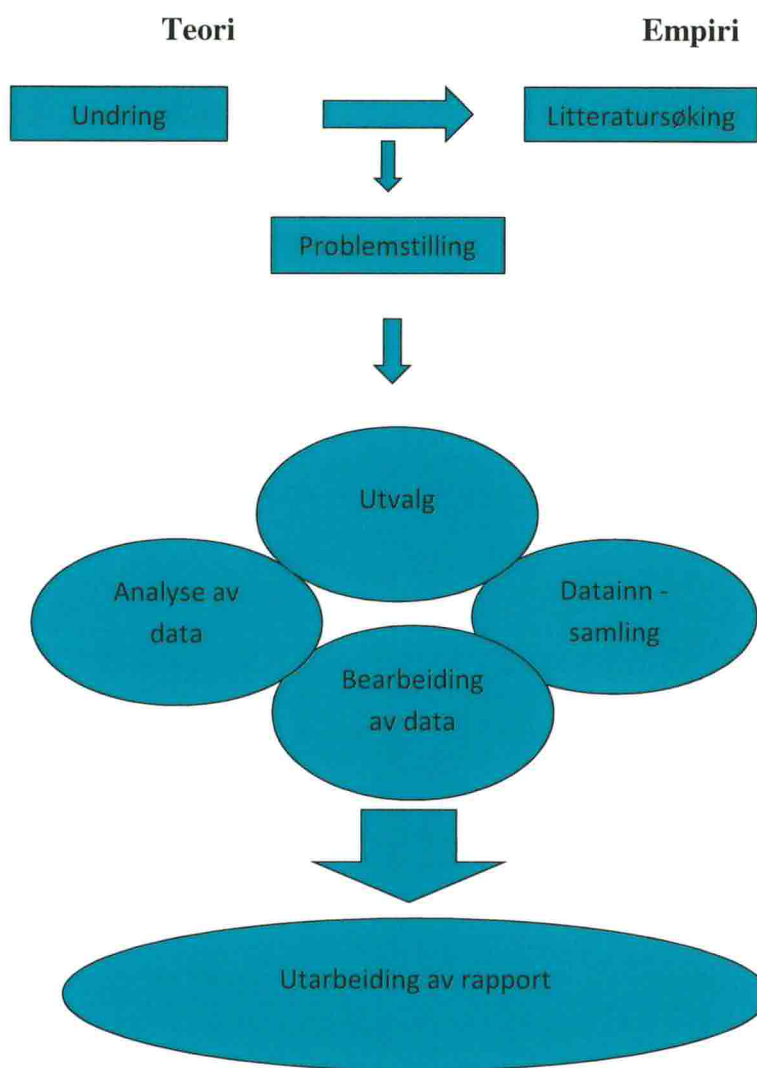 Teori Empiri
Undring Litteratursøking
Problemstilling
Utvalg
Analyse av
data
Datainn -
samling
Bearbeiding
av data
Utarbeiding av rapport